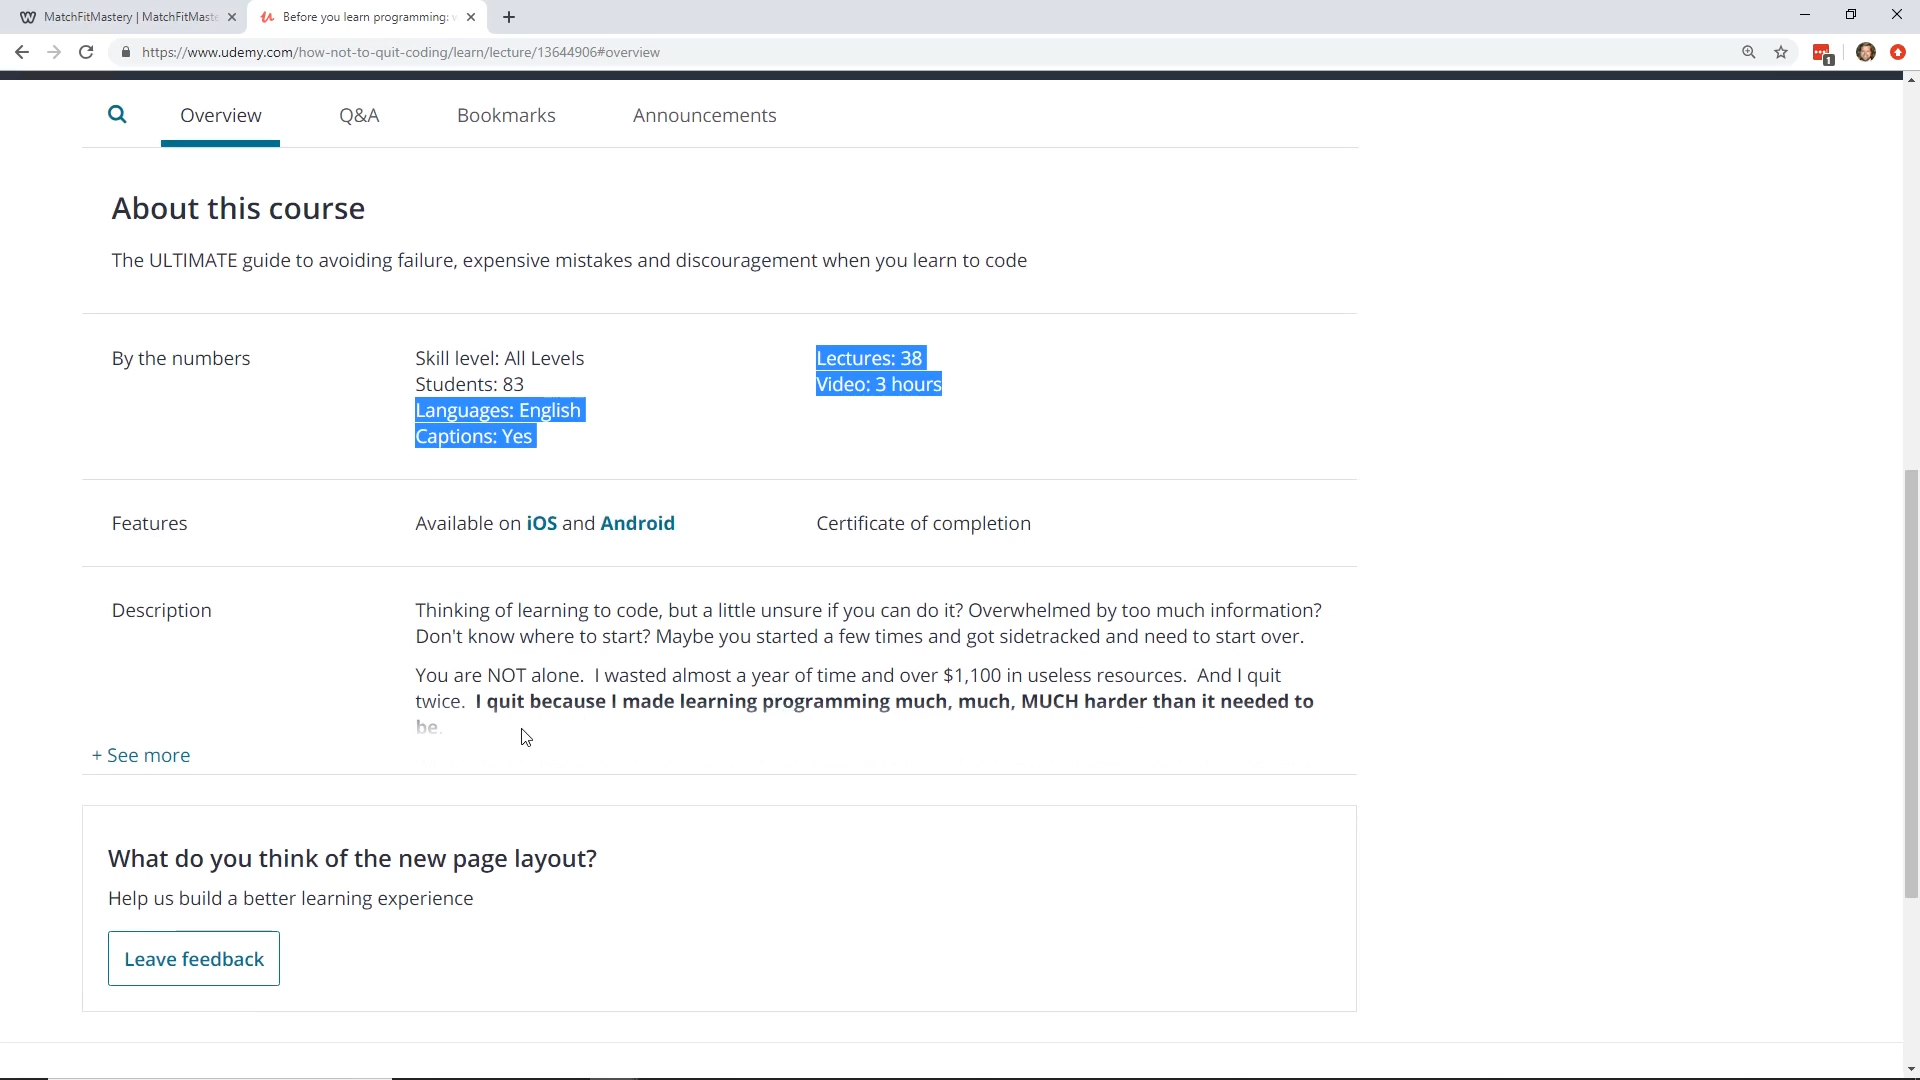 MatchFitMastery | MatchFitMaste
Before you learn programming: w
https://www.udemy.com/how-not-to-quit-coding/learn/lecture/13644906#overview
1
Overview
Q&A
Bookmarks
Announcements
About this course
The ULTIMATE guide to avoiding failure, expensive mistakes and discouragement when you learn to code
By the numbers
Skill level: All Levels
Students: 83
Languages: English
Captions: Yes
Lectures: 38
Video: 3 hours
Features
Available on iOS and Android
Certificate of completion
Description
Thinking of learning to code, but a little unsure if you can do it? Overwhelmed by too much information?
Don't know where to start? Maybe you started a few times and got sidetracked and need to start over.
You are NOT alone.  I wasted almost a year of time and over $1,100 in useless resources.  And I quit
twice.  I quit because I made learning programming much, much, MUCH harder than it needed to
be.
+ See more
What do you think of the new page layout?
Help us build a better learning experience
Leave feedback